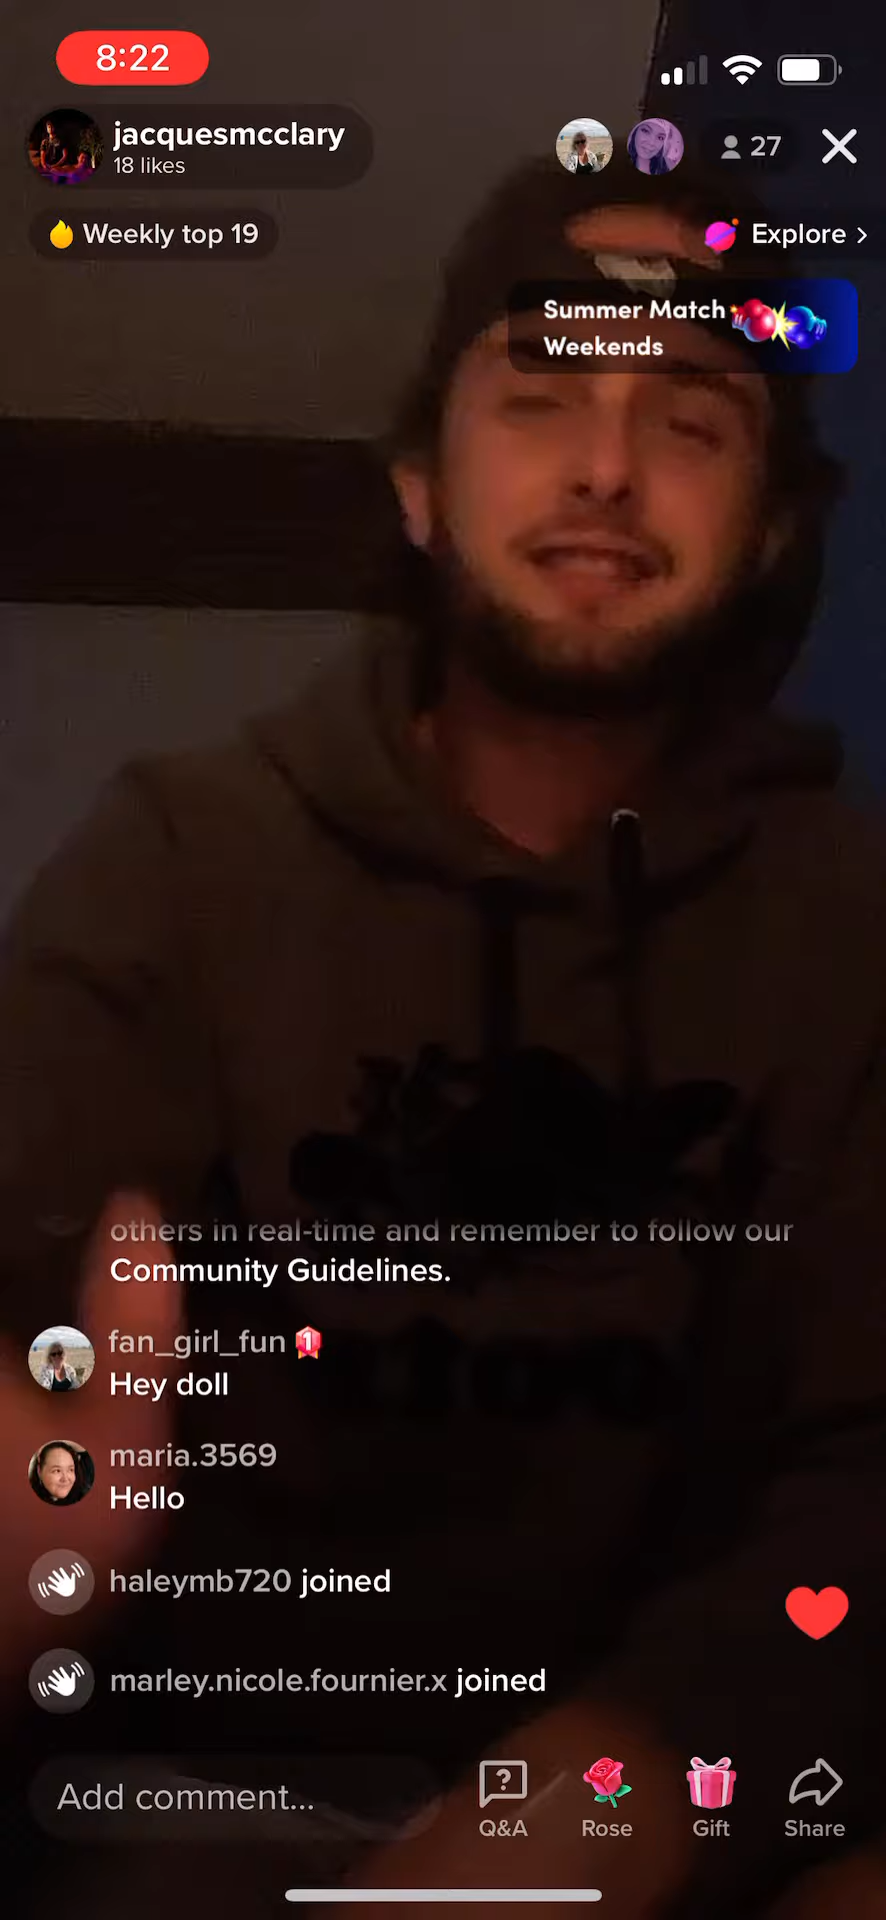 8:22
jacquesmcclary
18 likes
27
Weekly top 19
Explore >
Summer Match
Weekends
others in real-time and remember to follow our
Community Guidelines.
fan_girl_fun 1
Hey doll
maria.3569
Hello
haleymb720 joined
marley.nicole.fournier.x joined
Add comment...
Q&A
Rose
Gift
Share